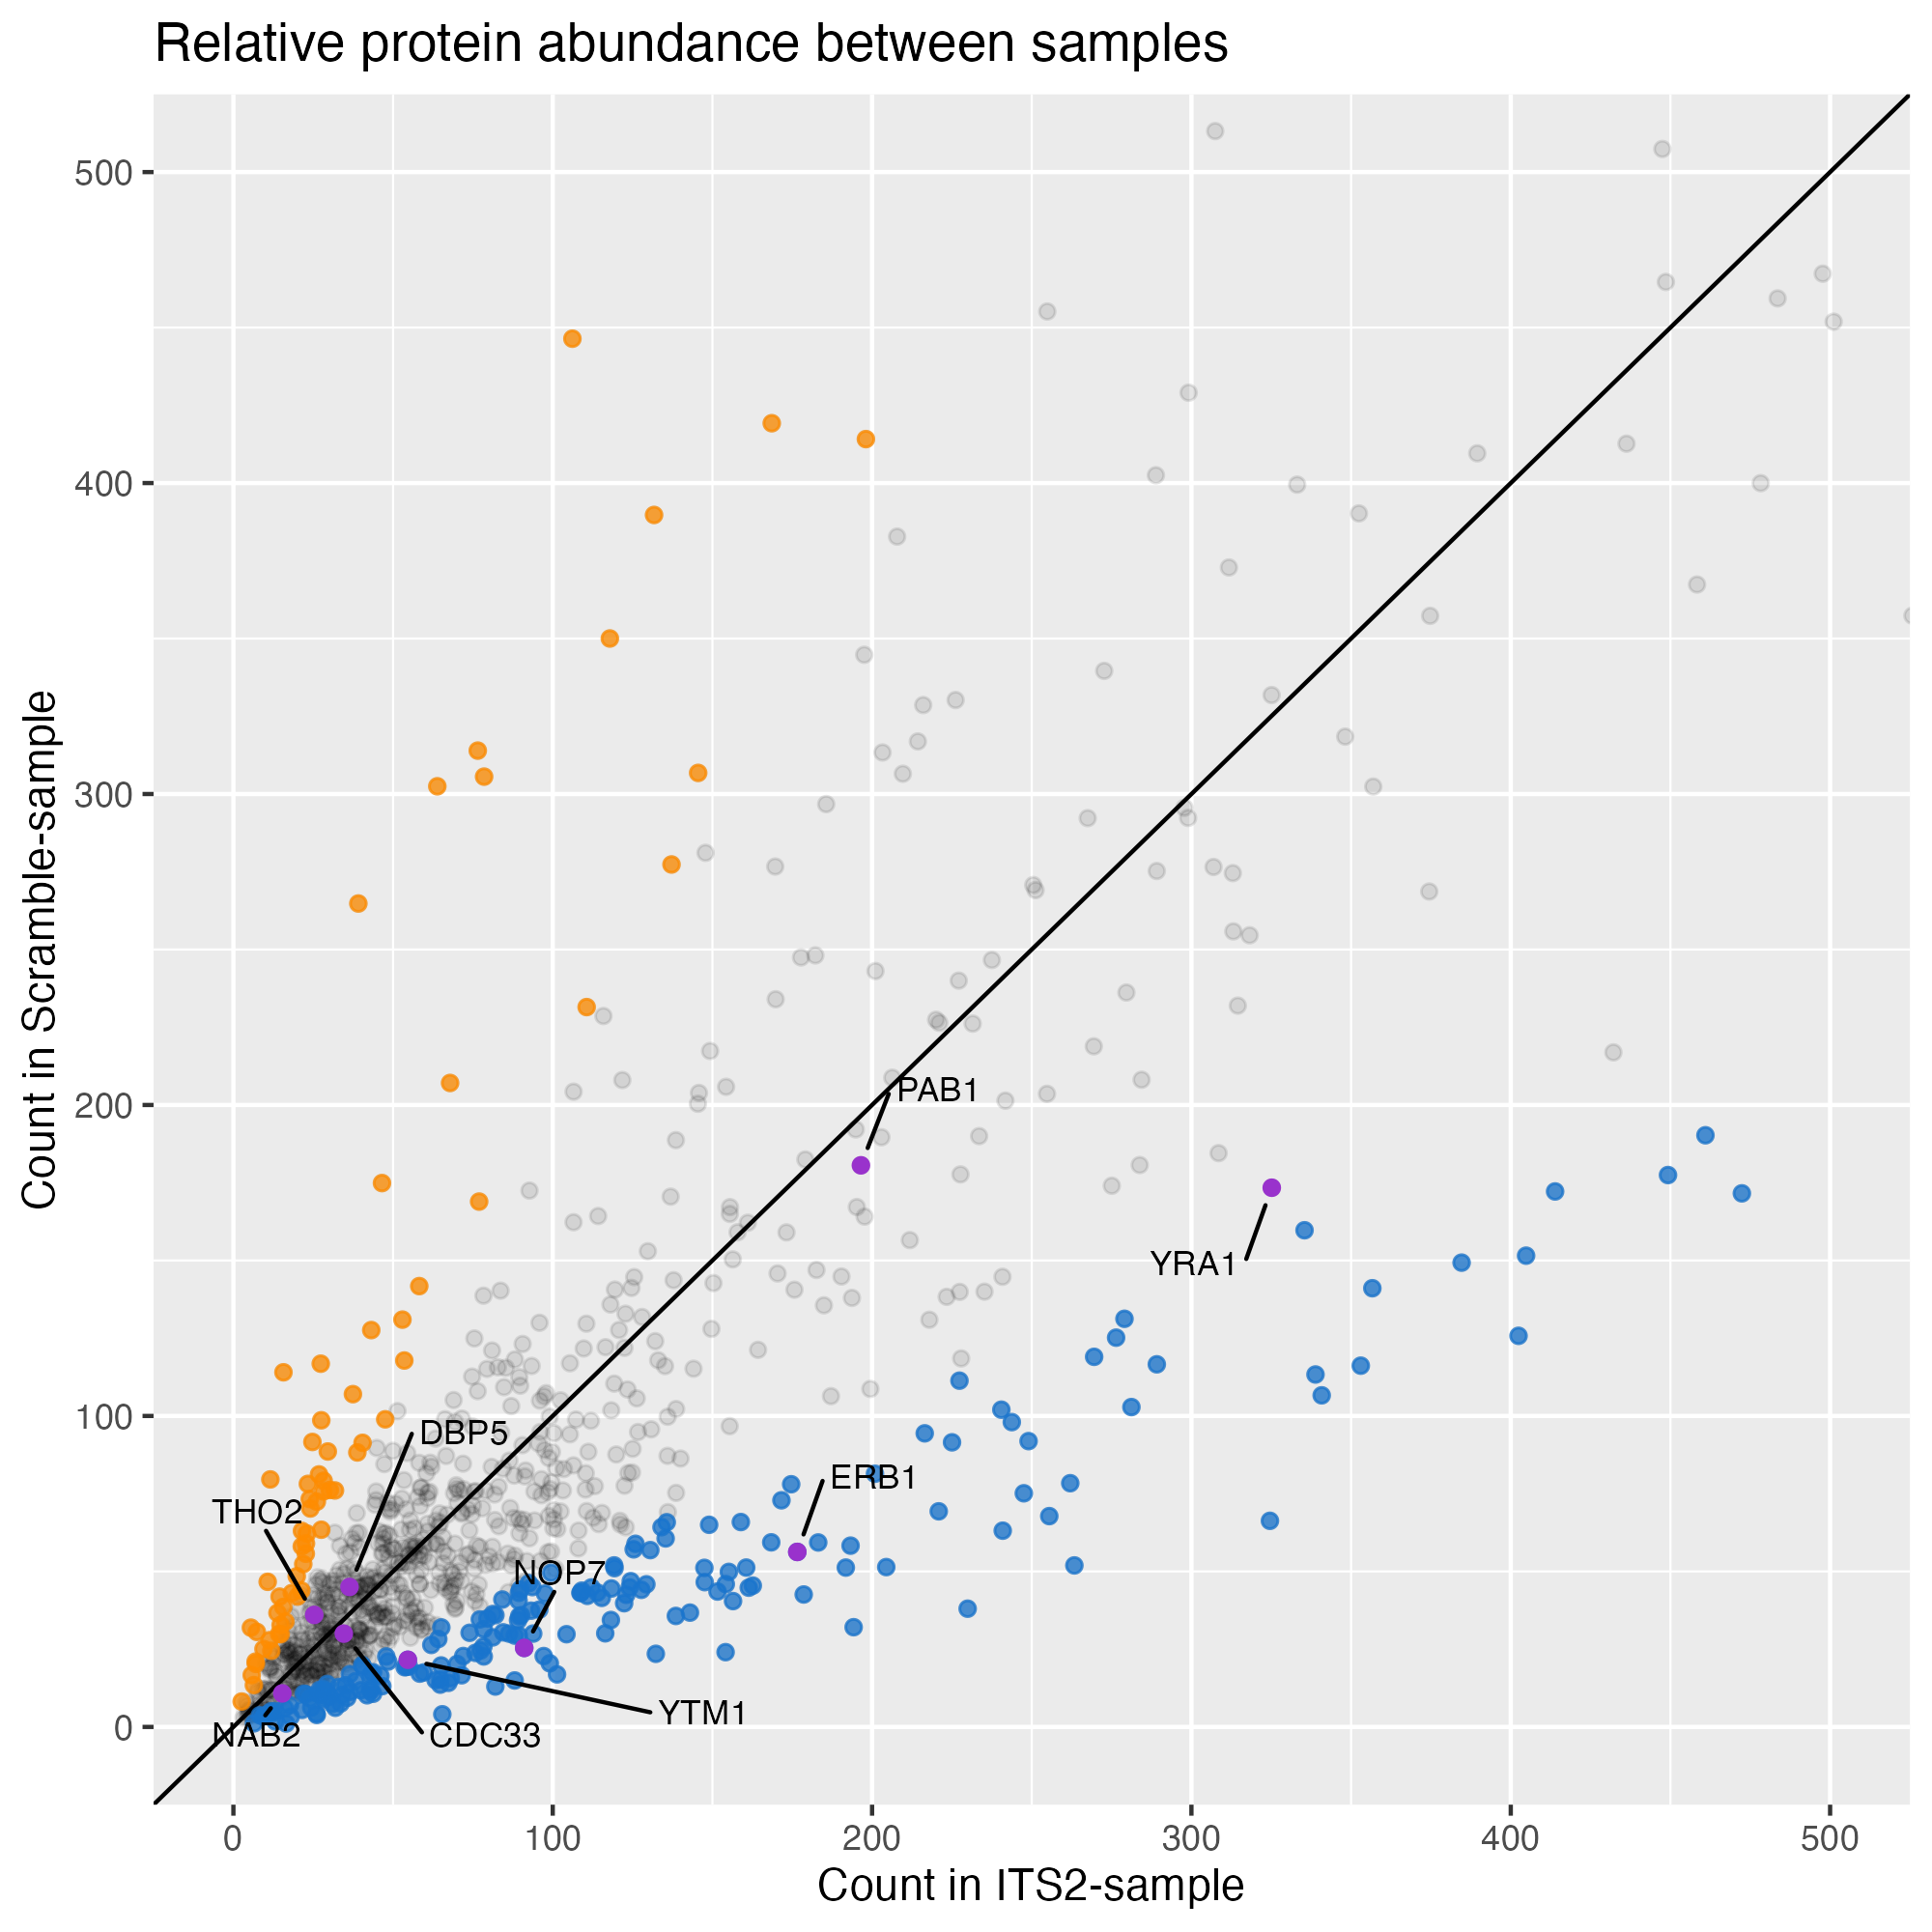 Relative protein abundance between samples
Count in Scramble-sample
500
400
300
200
100
0
PAB1
YRA1
DBP5
ERB1
THO2
NOP7
YTM1
NAB2
CDC33
0
100
200
300
400
500
Count in ITS2-sample